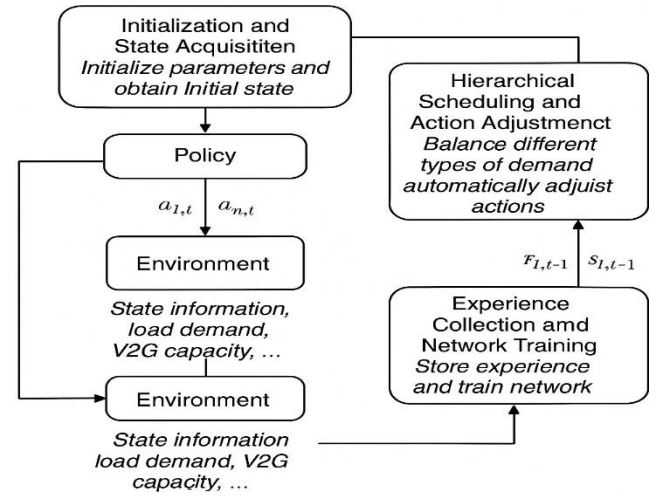 Initialization and
State Acquisititen
Initialize parameters and
obtain Initial state
Policy
a1,t an,t
Environment
State information,
load demand,
V2G capacity, ...
Environment
State information
load demand, V2G
capacity, ...
Hierarchical
Scheduling and
Action Adjustmenct
Balance different
types of demand
automatically adjuist
actions
r1,t−1 s1,t−1
Experience
Collection amd
Network Training
Store experience
and train network